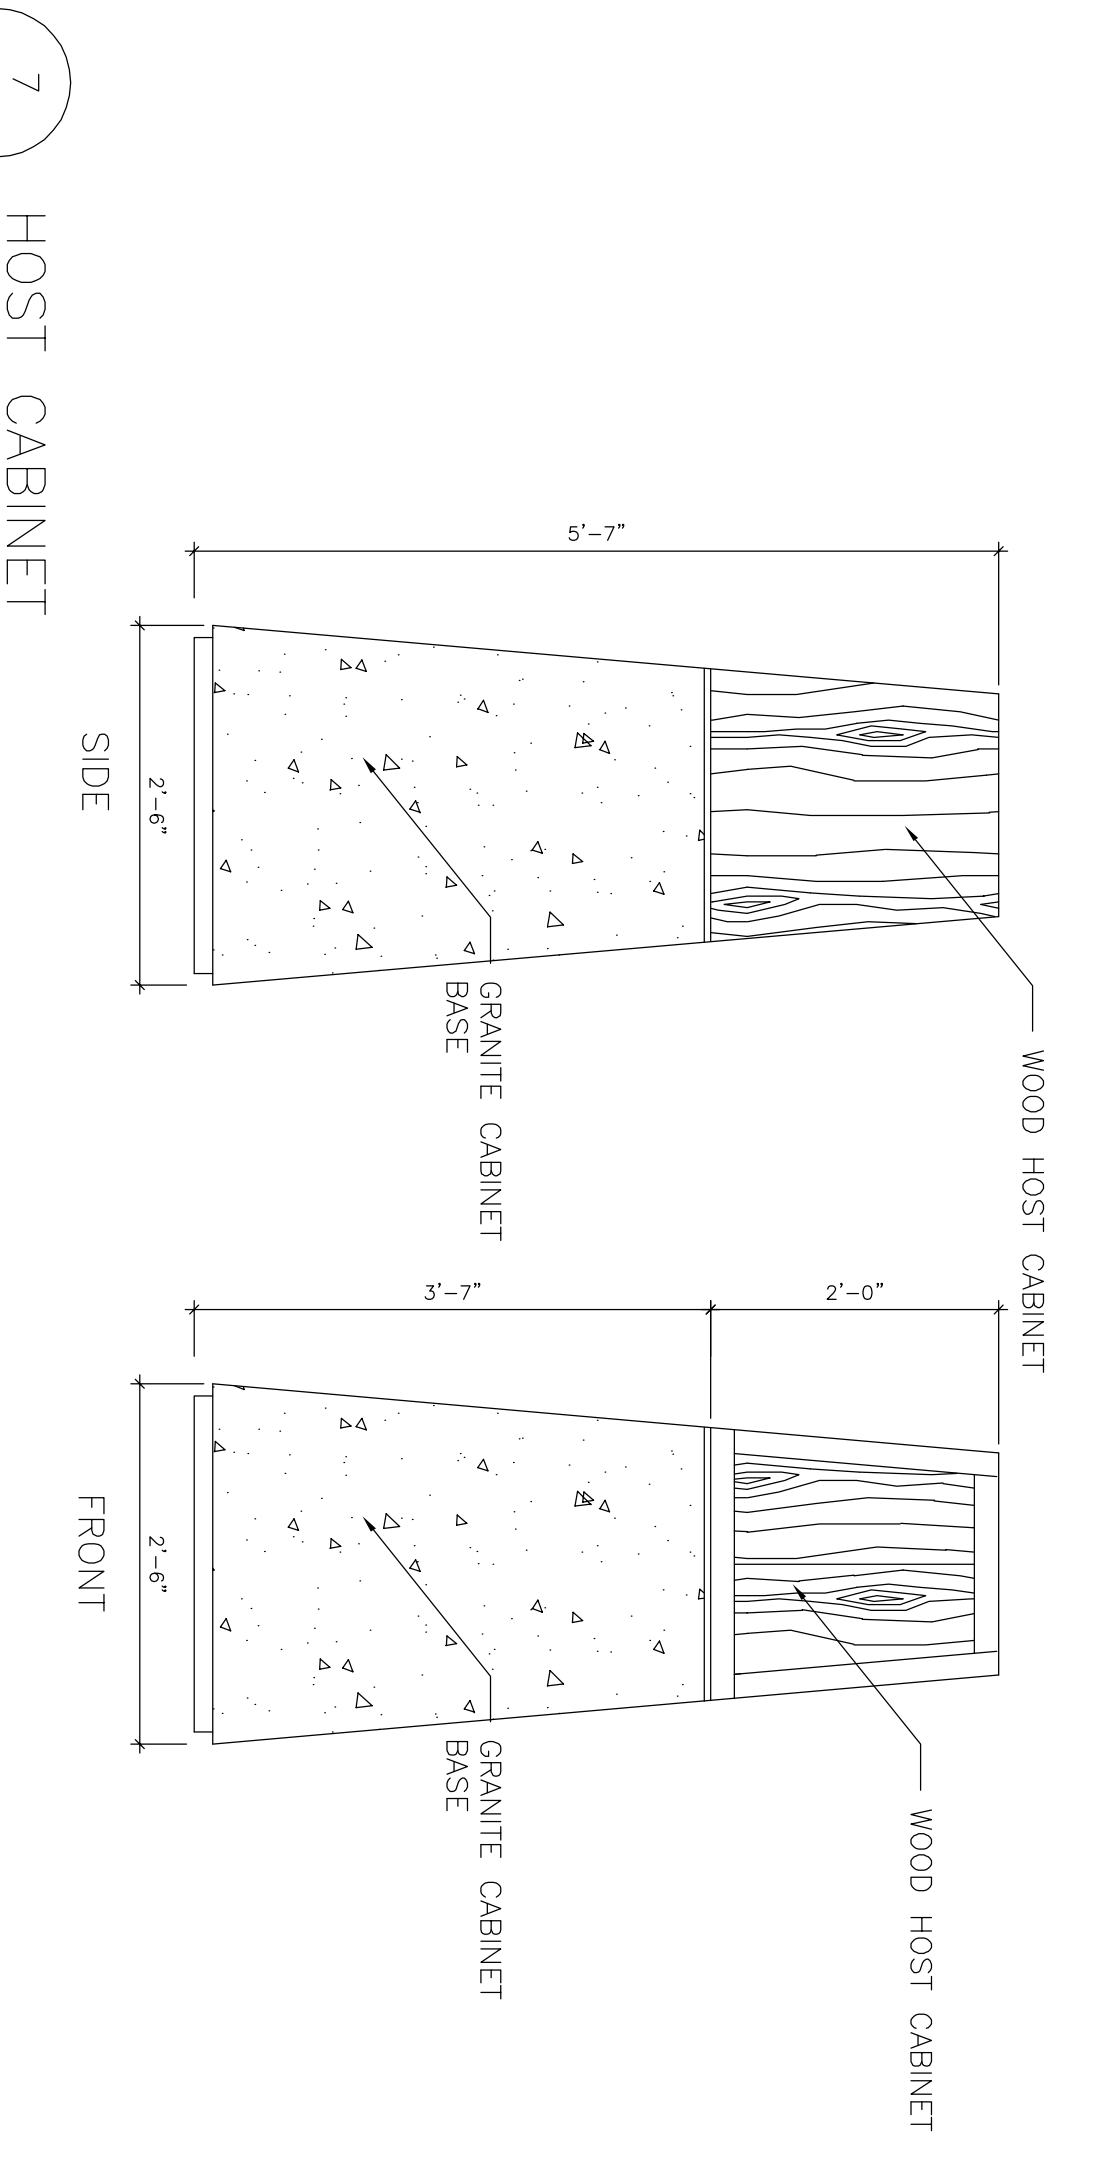 WOOD HOST CABINET
WOOD HOST CABINET
5'-7"
3'-7"
2'-0"
GRANITE CABINET
BASE
GRANITE CABINET
BASE
2'-6"
2'-6"
SIDE
FRONT
7
HOST CABINET